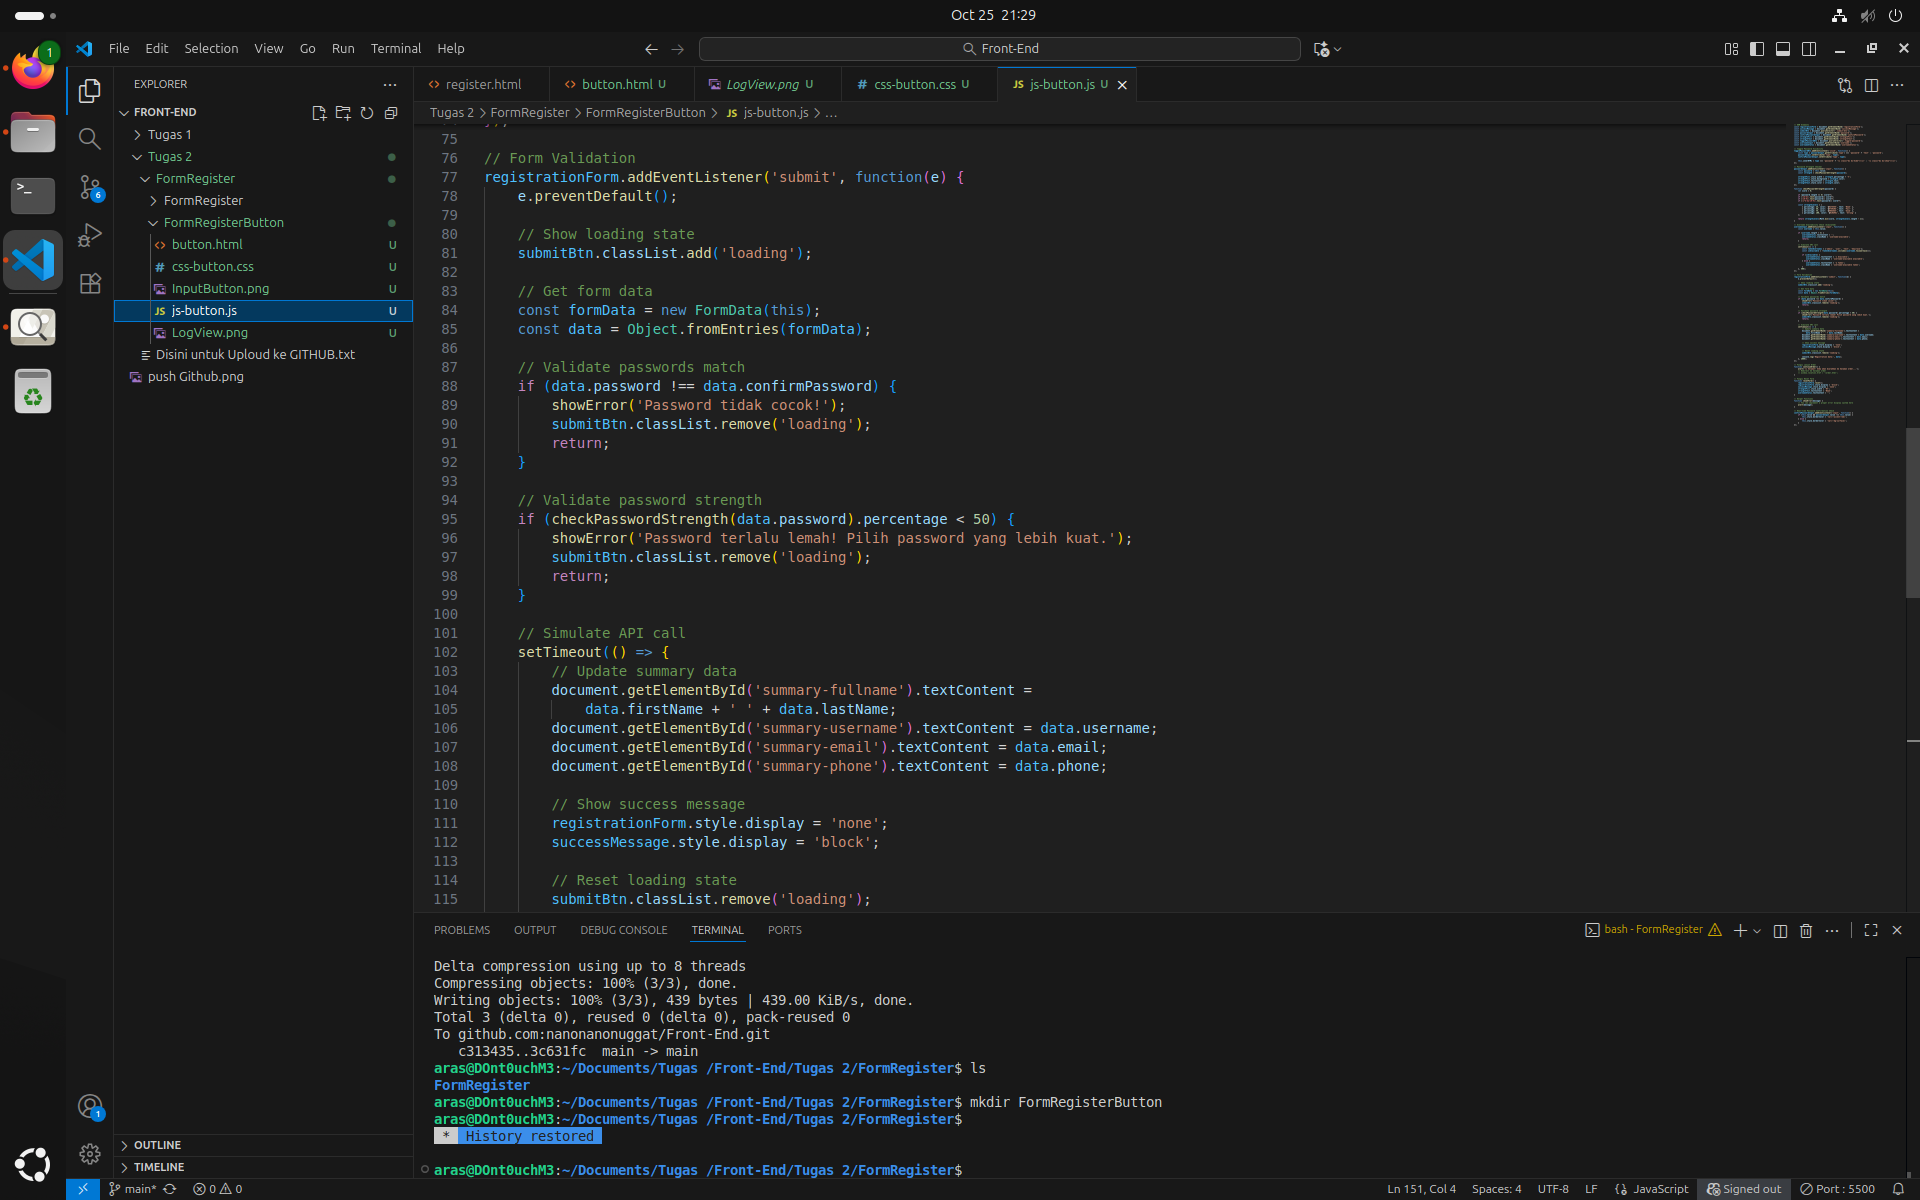 Oct 25 21:29
1
File Edit Selection View Go Run Terminal Help
Front-End
EXPLORER
FRONT-END
Tugas 1
Tugas 2
FormRegister
FormRegister
FormRegisterButton
button.html U
css-button.css U
InputButton.png U
js-button.js U
LogView.png U
Disini untuk Uploud ke GITHUB.txt
push Github.png
OUTLINE
TIMELINE
6
1
register.html
button.html U
LogView.png U
css-button.css U
js-button.js U
Tugas 2 > FormRegister > FormRegisterButton > JS js-button.js > ...
75
76 // Form Validation
77 registrationForm.addEventListener('submit', function(e) {
78 e.preventDefault();
79
80 // Show loading state
81 submitBtn.classList.add('loading');
82
83 // Get form data
84 const formData = new FormData(this);
85 const data = Object.fromEntries(formData);
86
87 // Validate passwords match
88 if (data.password !== data.confirmPassword) {
89 showError('Password tidak cocok!');
90 submitBtn.classList.remove('loading');
91 return;
92 }
93
94 // Validate password strength
95 if (checkPasswordStrength(data.password).percentage < 50) {
96 showError('Password terlalu lemah! Pilih password yang lebih kuat.');
97 submitBtn.classList.remove('loading');
98 return;
99 }
100
101 // Simulate API call
102 setTimeout(() => {
103 // Update summary data
104 document.getElementById('summary-fullname').textContent =
105 data.firstName + ' ' + data.lastName;
106 document.getElementById('summary-username').textContent = data.username;
107 document.getElementById('summary-email').textContent = data.email;
108 document.getElementById('summary-phone').textContent = data.phone;
109
110 // Show success message
111 registrationForm.style.display = 'none';
112 successMessage.style.display = 'block';
113
114 // Reset loading state
115 submitBtn.classList.remove('loading');
PROBLEMS OUTPUT DEBUG CONSOLE TERMINAL PORTS
bash - FormRegister
Delta compression using up to 8 threads
Compressing objects: 100% (3/3), done.
Writing objects: 100% (3/3), 439 bytes | 439.00 KiB/s, done.
Total 3 (delta 0), reused 0 (delta 0), pack-reused 0
To github.com:nanonanonuggat/Front-End.git
c313435..3c631fc main -> main
aras@DOnt0uchM3:~/Documents/Tugas /Front-End/Tugas 2/FormRegister$ ls
FormRegister
aras@DOnt0uchM3:~/Documents/Tugas /Front-End/Tugas 2/FormRegister$ mkdir FormRegisterButton
aras@DOnt0uchM3:~/Documents/Tugas /Front-End/Tugas 2/FormRegister$
* History restored
aras@DOnt0uchM3:~/Documents/Tugas /Front-End/Tugas 2/FormRegister$
main* 0 0
Ln 151, Col 4 Spaces: 4 UTF-8 LF {} JavaScript Signed out Port : 5500